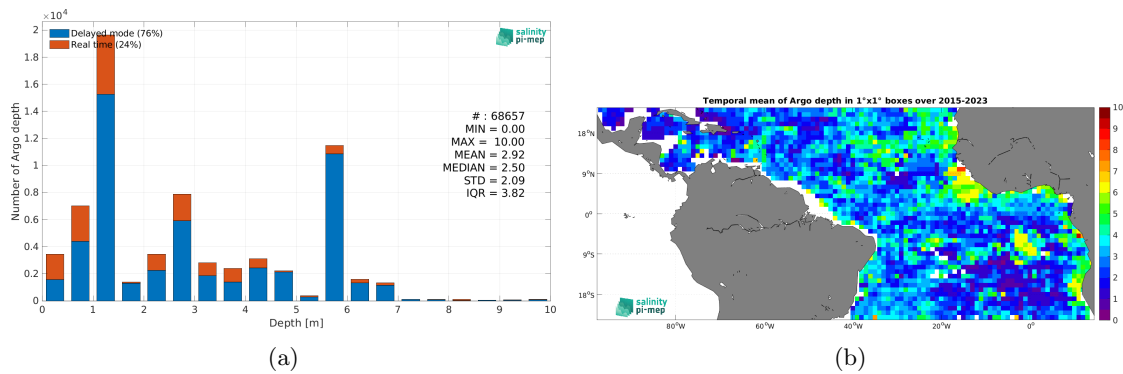 ×10⁴
Delayed mode (76%)
Real time (24%)
salinity
pi-mep
2
1.8
1.6
1.4
1.2
1
0.8
0.6
0.4
0.2
0
Number of Argo depth
# : 68657
MIN = 0.00
MAX = 10.00
MEAN = 2.92
MEDIAN = 2.50
STD = 2.09
IQR = 3.82
0 1 2 3 4 5 6 7 8 9 10
Depth [m]
(a)
Temporal mean of Argo depth in 1°x1° boxes over 2015-2023
18°N
9°N
0°
9°S
18°S
80°W 60°W 40°W 20°W 0°
10
9
8
7
6
5
4
3
2
1
0
salinity
pi-mep
(b)